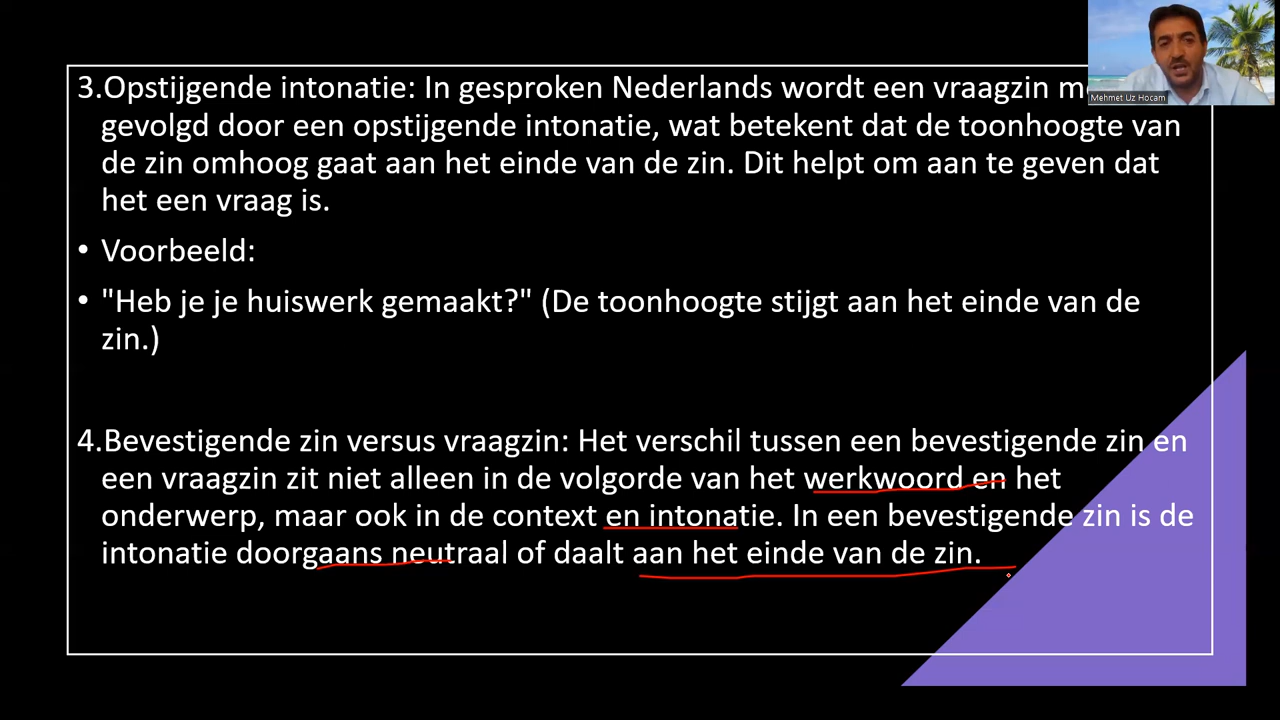 3.Opstijgende intonatie: In gesproken Nederlands wordt een vraagzin
gevolgd door een opstijgende intonatie, wat betekent dat de toonhoogte van
de zin omhoog gaat aan het einde van de zin. Dit helpt om aan te geven dat
het een vraag is.
• Voorbeeld:
• "Heb je je huiswerk gemaakt?" (De toonhoogte stijgt aan het einde van de
zin.)
4.Bevestigende zin versus vraagzin: Het verschil tussen een bevestigende zin en
een vraagzin zit niet alleen in de volgorde van het werkwoord en het
onderwerp, maar ook in de context en intonatie. In een bevestigende zin is de
intonatie doorgaans neutraal of daalt aan het einde van de zin.
Mehmet Uz Hocam